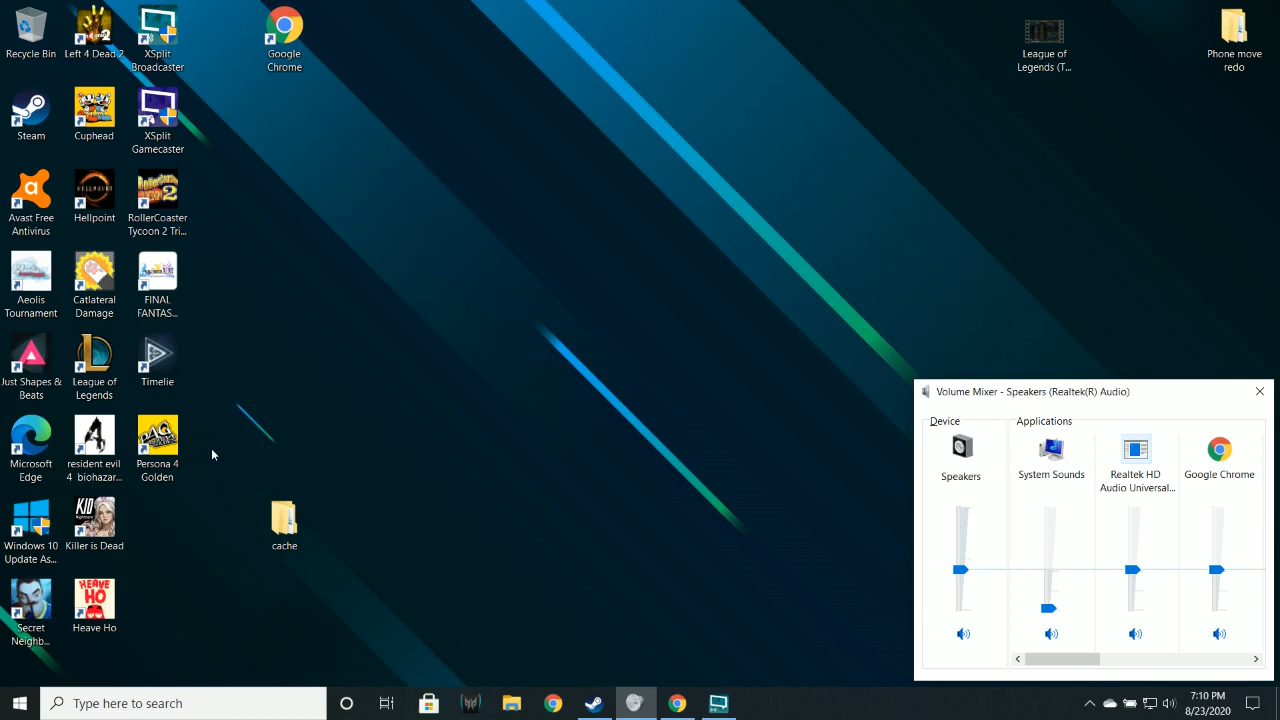 Recycle Bin
Left 4 Dead 2
XSplit
Broadcaster
Google
Chrome
League of
Legends (T...
Phone move
redo
Steam
Cuphead
XSplit
Gamecaster
Avast Free
Antivirus
Hellpoint
RollerCoaster
Tycoon 2 Tri...
Aeolis
Tournament
Catlateral
Damage
FINAL
FANTAS...
Just Shapes &
Beats
League of
Legends
Timelie
Microsoft
Edge
resident evil
4 biohazar...
Persona 4
Golden
Windows 10
Update As...
Killer is Dead
cache
Secret
Neighb...
Heave Ho
Volume Mixer - Speakers (Realtek(R) Audio)
Device
Applications
Speakers
System Sounds
Realtek HD
Audio Universal...
Google Chrome
Type here to search
7:10 PM
8/23/2020